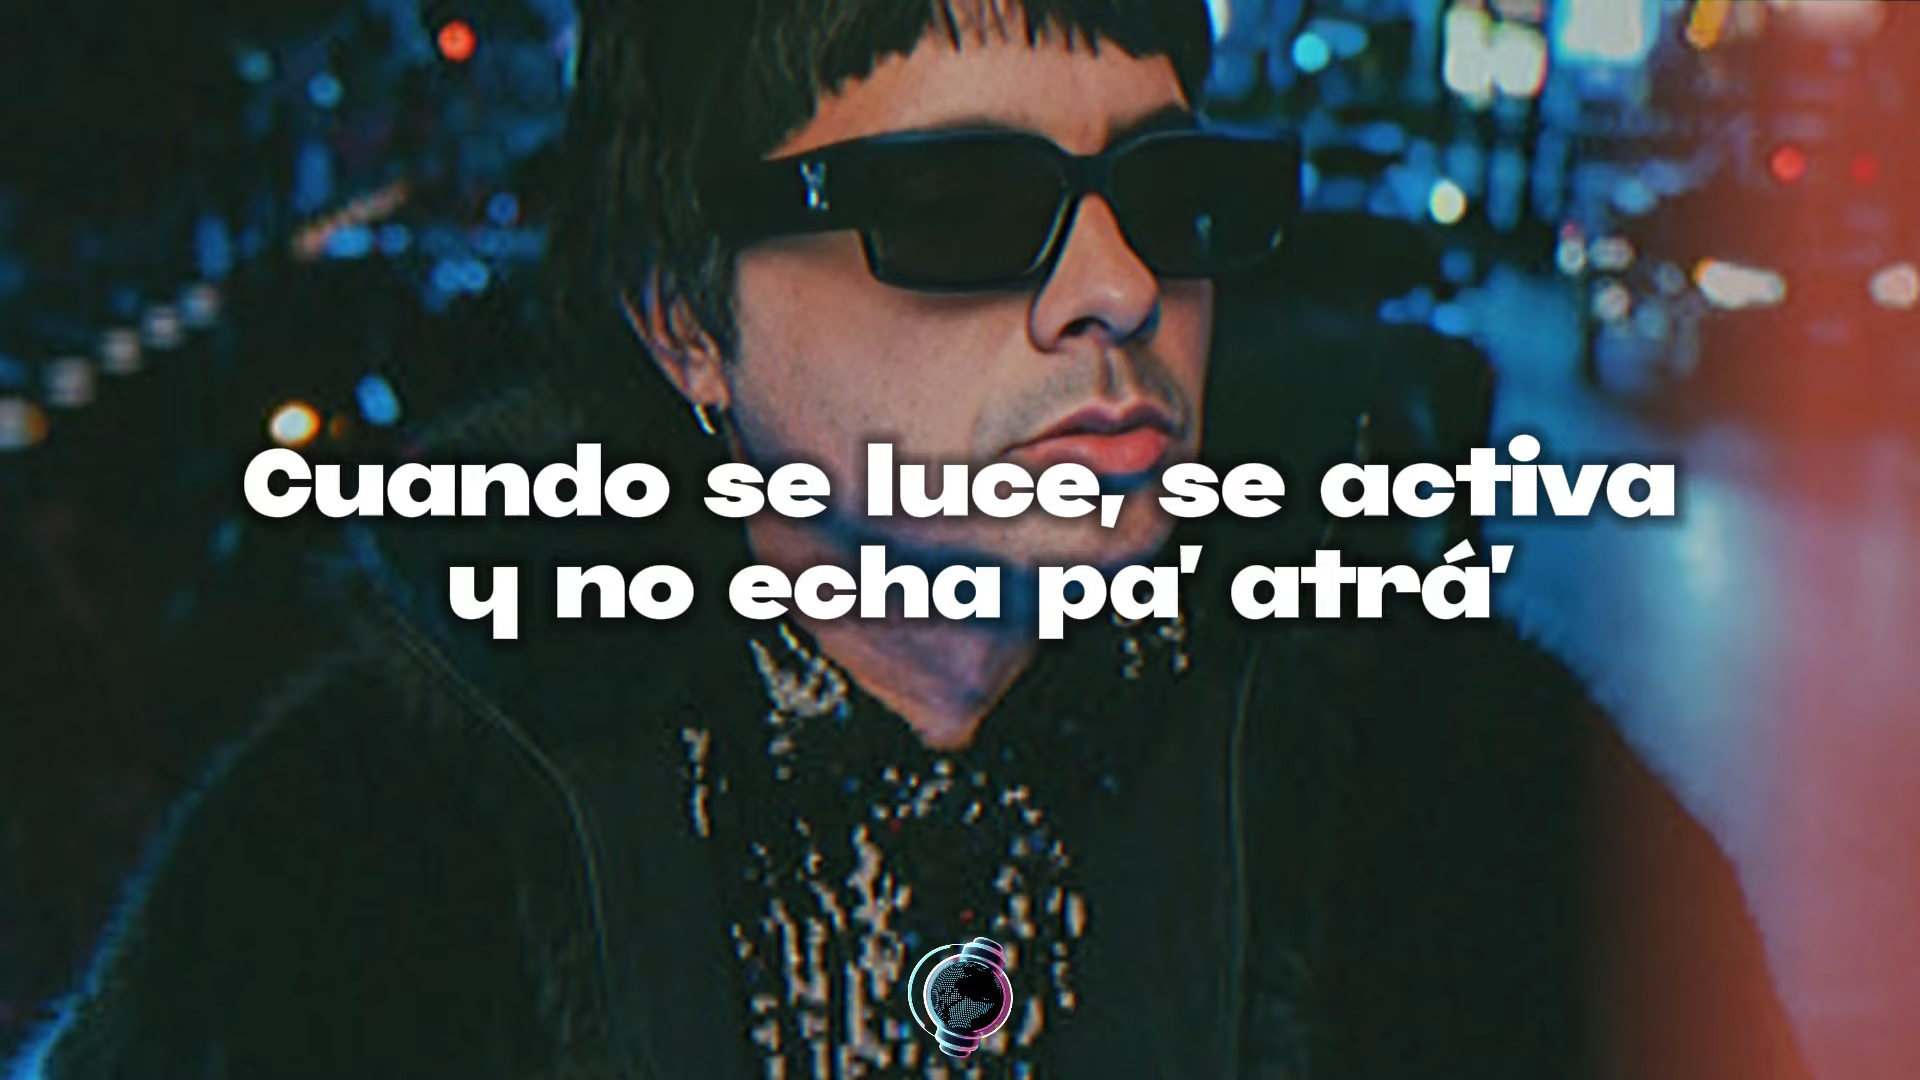 Cuando se luce, se activa
y no echa pa' atrá'